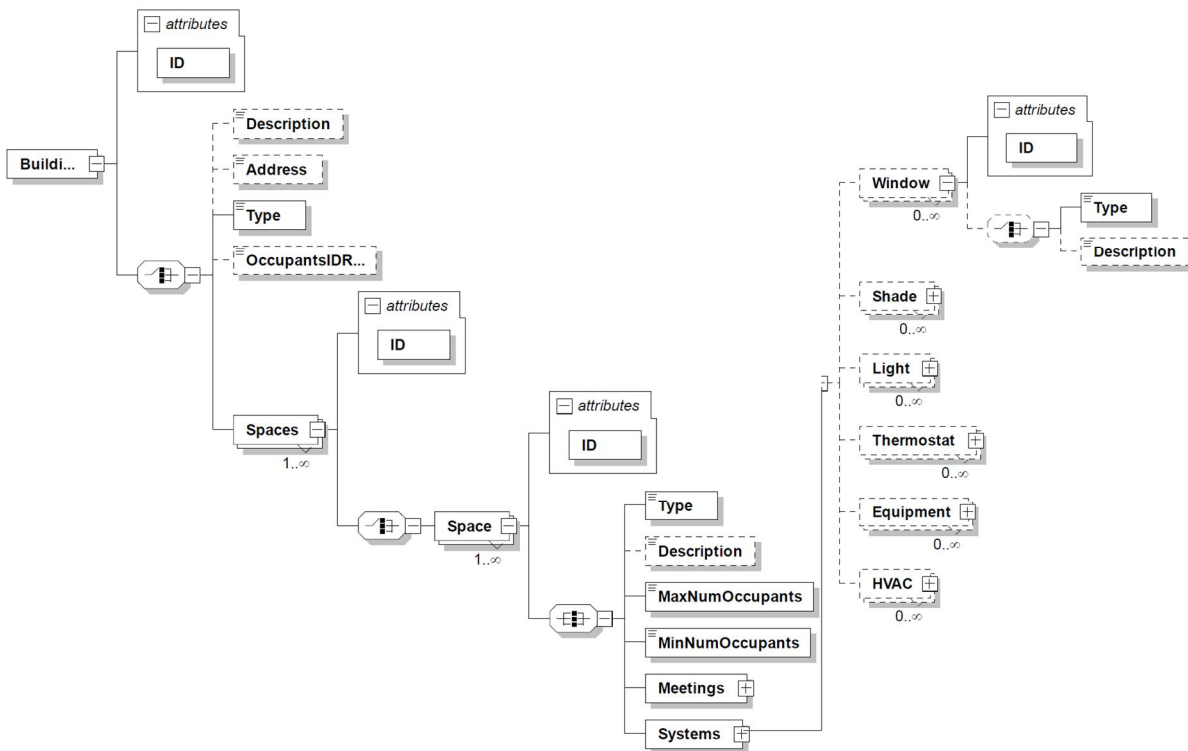 attributes
ID
Buildi...
Description
Address
Type
OccupantsIDR...
Spaces
1..∞
attributes
ID
Space
1..∞
attributes
ID
Type
Description
MaxNumOccupants
MinNumOccupants
Meetings
Systems
Window
0..∞
attributes
ID
Type
Description
Shade
0..∞
Light
0..∞
Thermostat
0..∞
Equipment
0..∞
HVAC
0..∞